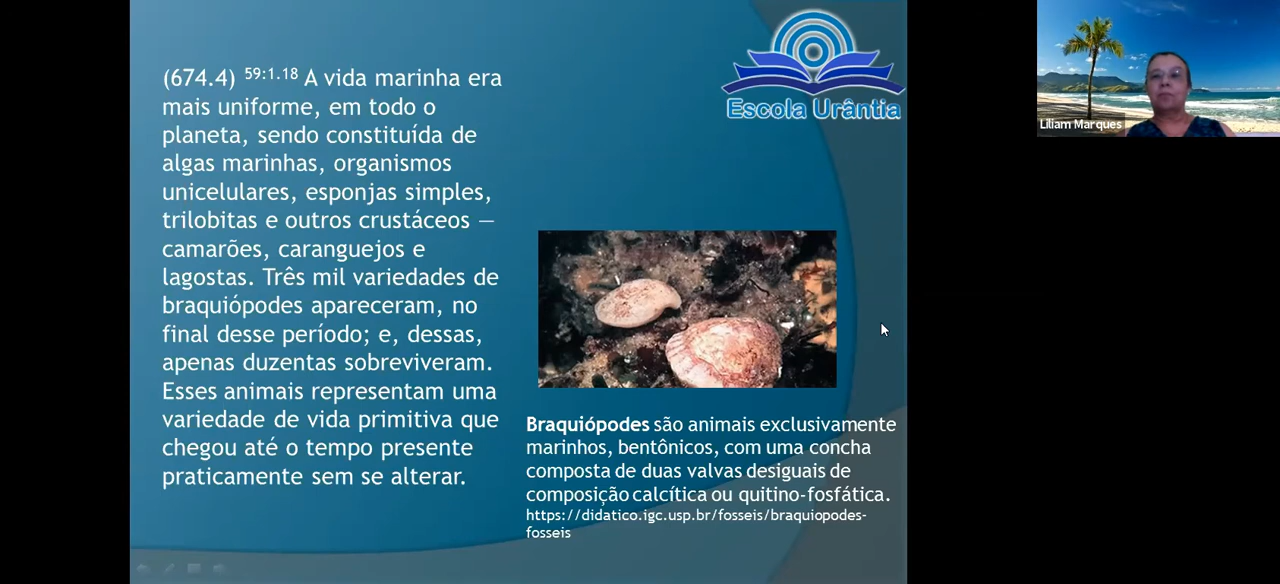 (674.4) 59:1.18 A vida marinha era
mais uniforme, em todo o
planeta, sendo constituída de
algas marinhas, organismos
unicelulares, esponjas simples,
trilobitas e outros crustáceos —
camarões, caranguejos e
lagostas. Três mil variedades de
braquiópodes apareceram, no
final desse período; e, dessas,
apenas duzentas sobreviveram.
Esses animais representam uma
variedade de vida primitiva que
chegou até o tempo presente
praticamente sem se alterar.
Escola Urântia
Braquiópodes são animais exclusivamente
marinhos, bentônicos, com uma concha
composta de duas valvas desiguais de
composição calcítica ou quitino-fosfática.
https://didatico.igc.usp.br/fosseis/braquiopodes-
fosseis
Liliam Marques